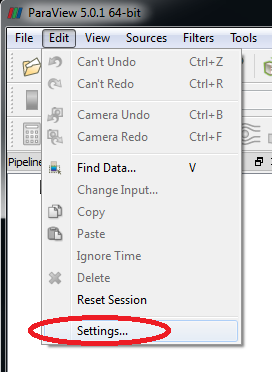 ParaView 5.0.1 64-bit
File Edit View Sources Filters Tools
Can't Undo Ctrl+Z
Can't Redo Ctrl+R
Camera Undo Ctrl+B
Camera Redo Ctrl+F
Find Data... V
Change Input...
Copy
Paste
Ignore Time
Delete
Reset Session
Settings...
Pipeline